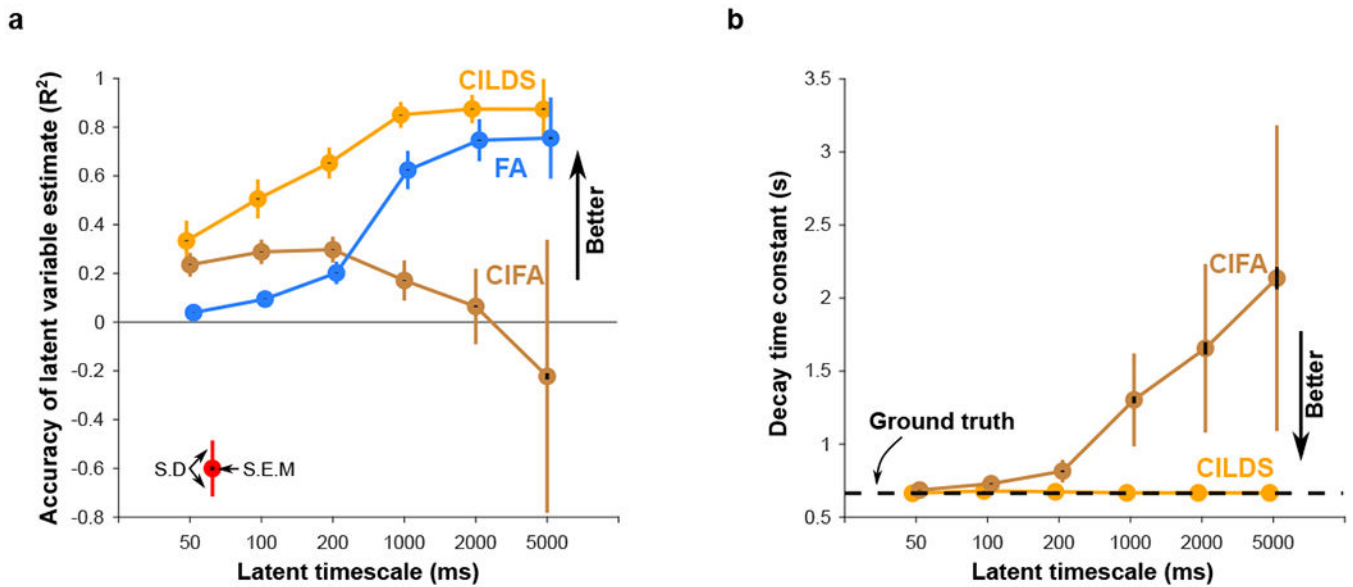 a
Accuracy of latent variable estimate (R²)
1
0.8
0.6
0.4
0.2
0
-0.2
-0.4
-0.6
-0.8
CILDS
FA
CIFA
Better
S.D
S.E.M
50 100 200 1000 2000 5000
Latent timescale (ms)
b
Decay time constant (s)
3.5
3
2.5
2
1.5
1
0.5
CIFA
Better
Ground truth
CILDS
50 100 200 1000 2000 5000
Latent timescale (ms)